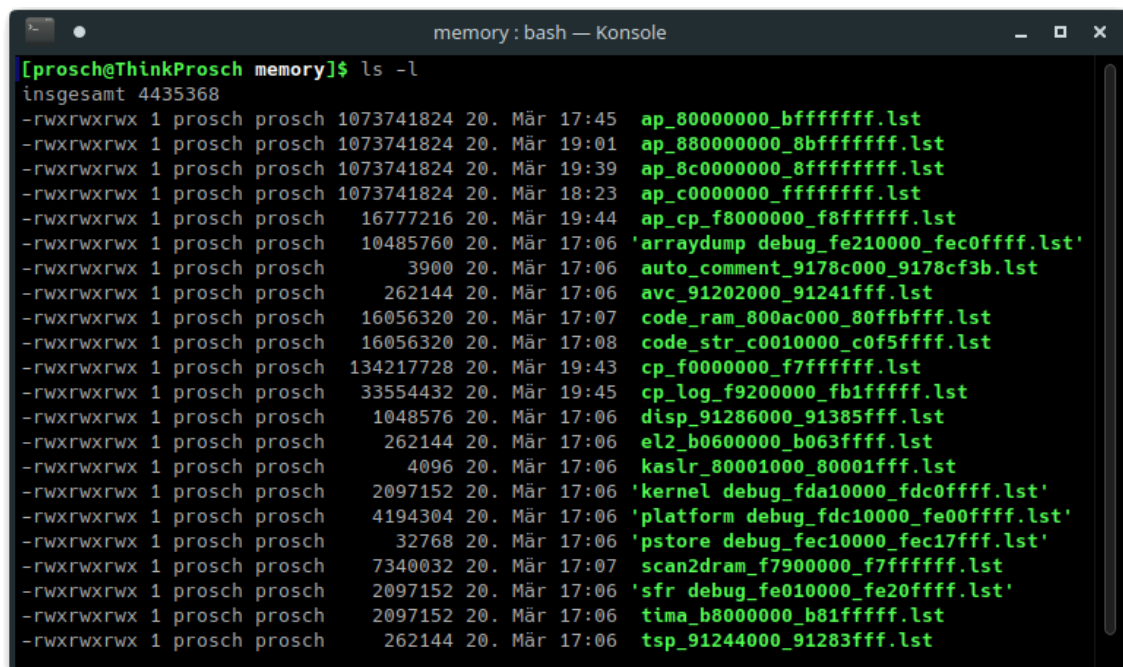 memory : bash — Konsole
[prosch@ThinkProsch memory]$ ls -l
insgesamt 4435368
-rwxrwxrwx 1 prosch prosch 1073741824 20. Mär 17:45  ap_80000000_bfffffff.lst
-rwxrwxrwx 1 prosch prosch 1073741824 20. Mär 19:01  ap_880000000_8bfffffff.lst
-rwxrwxrwx 1 prosch prosch 1073741824 20. Mär 19:39  ap_8c0000000_8ffffffff.lst
-rwxrwxrwx 1 prosch prosch 1073741824 20. Mär 18:23  ap_c0000000_ffffffff.lst
-rwxrwxrwx 1 prosch prosch   16777216 20. Mär 19:44  ap_cp_f8000000_f8ffffff.lst
-rwxrwxrwx 1 prosch prosch   10485760 20. Mär 17:06 'arraydump debug_fe210000_fec0ffff.lst'
-rwxrwxrwx 1 prosch prosch       3900 20. Mär 17:06  auto_comment_9178c000_9178cf3b.lst
-rwxrwxrwx 1 prosch prosch     262144 20. Mär 17:06  avc_91202000_91241fff.lst
-rwxrwxrwx 1 prosch prosch   16056320 20. Mär 17:07  code_ram_800ac000_80ffbfff.lst
-rwxrwxrwx 1 prosch prosch   16056320 20. Mär 17:08  code_str_c0010000_c0f5ffff.lst
-rwxrwxrwx 1 prosch prosch  134217728 20. Mär 19:43  cp_f0000000_f7ffffff.lst
-rwxrwxrwx 1 prosch prosch   33554432 20. Mär 19:45  cp_log_f9200000_fb1fffff.lst
-rwxrwxrwx 1 prosch prosch    1048576 20. Mär 17:06  disp_91286000_91385fff.lst
-rwxrwxrwx 1 prosch prosch     262144 20. Mär 17:06  el2_b0600000_b063ffff.lst
-rwxrwxrwx 1 prosch prosch       4096 20. Mär 17:06  kaslr_80001000_80001fff.lst
-rwxrwxrwx 1 prosch prosch    2097152 20. Mär 17:06 'kernel debug_fda10000_fdc0ffff.lst'
-rwxrwxrwx 1 prosch prosch    4194304 20. Mär 17:06 'platform debug_fdc10000_fe00ffff.lst'
-rwxrwxrwx 1 prosch prosch      32768 20. Mär 17:06 'pstore debug_fec10000_fec17fff.lst'
-rwxrwxrwx 1 prosch prosch    7340032 20. Mär 17:07  scan2dram_f7900000_f7ffffff.lst
-rwxrwxrwx 1 prosch prosch    2097152 20. Mär 17:06 'sfr debug_fe010000_fe20ffff.lst'
-rwxrwxrwx 1 prosch prosch    2097152 20. Mär 17:06  tima_b8000000_b81fffff.lst
-rwxrwxrwx 1 prosch prosch     262144 20. Mär 17:06  tsp_91244000_91283fff.lst